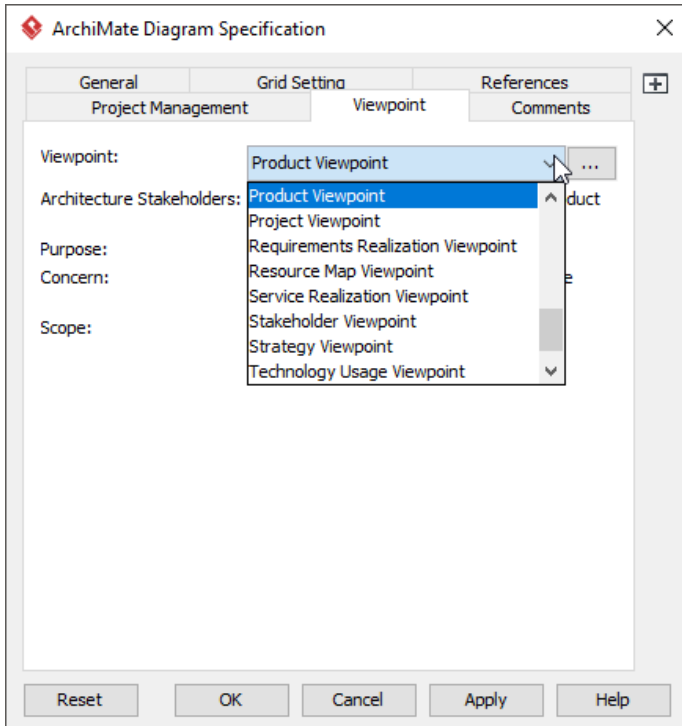 ArchiMate Diagram Specification
General Grid Setting References
Project Management Viewpoint Comments
Viewpoint: Product Viewpoint ...
Architecture Stakeholders: Product Viewpoint duct
Project Viewpoint
Purpose: Requirements Realization Viewpoint
Concern: Resource Map Viewpoint
Service Realization Viewpoint
Scope: Stakeholder Viewpoint
Strategy Viewpoint
Technology Usage Viewpoint
Reset OK Cancel Apply Help